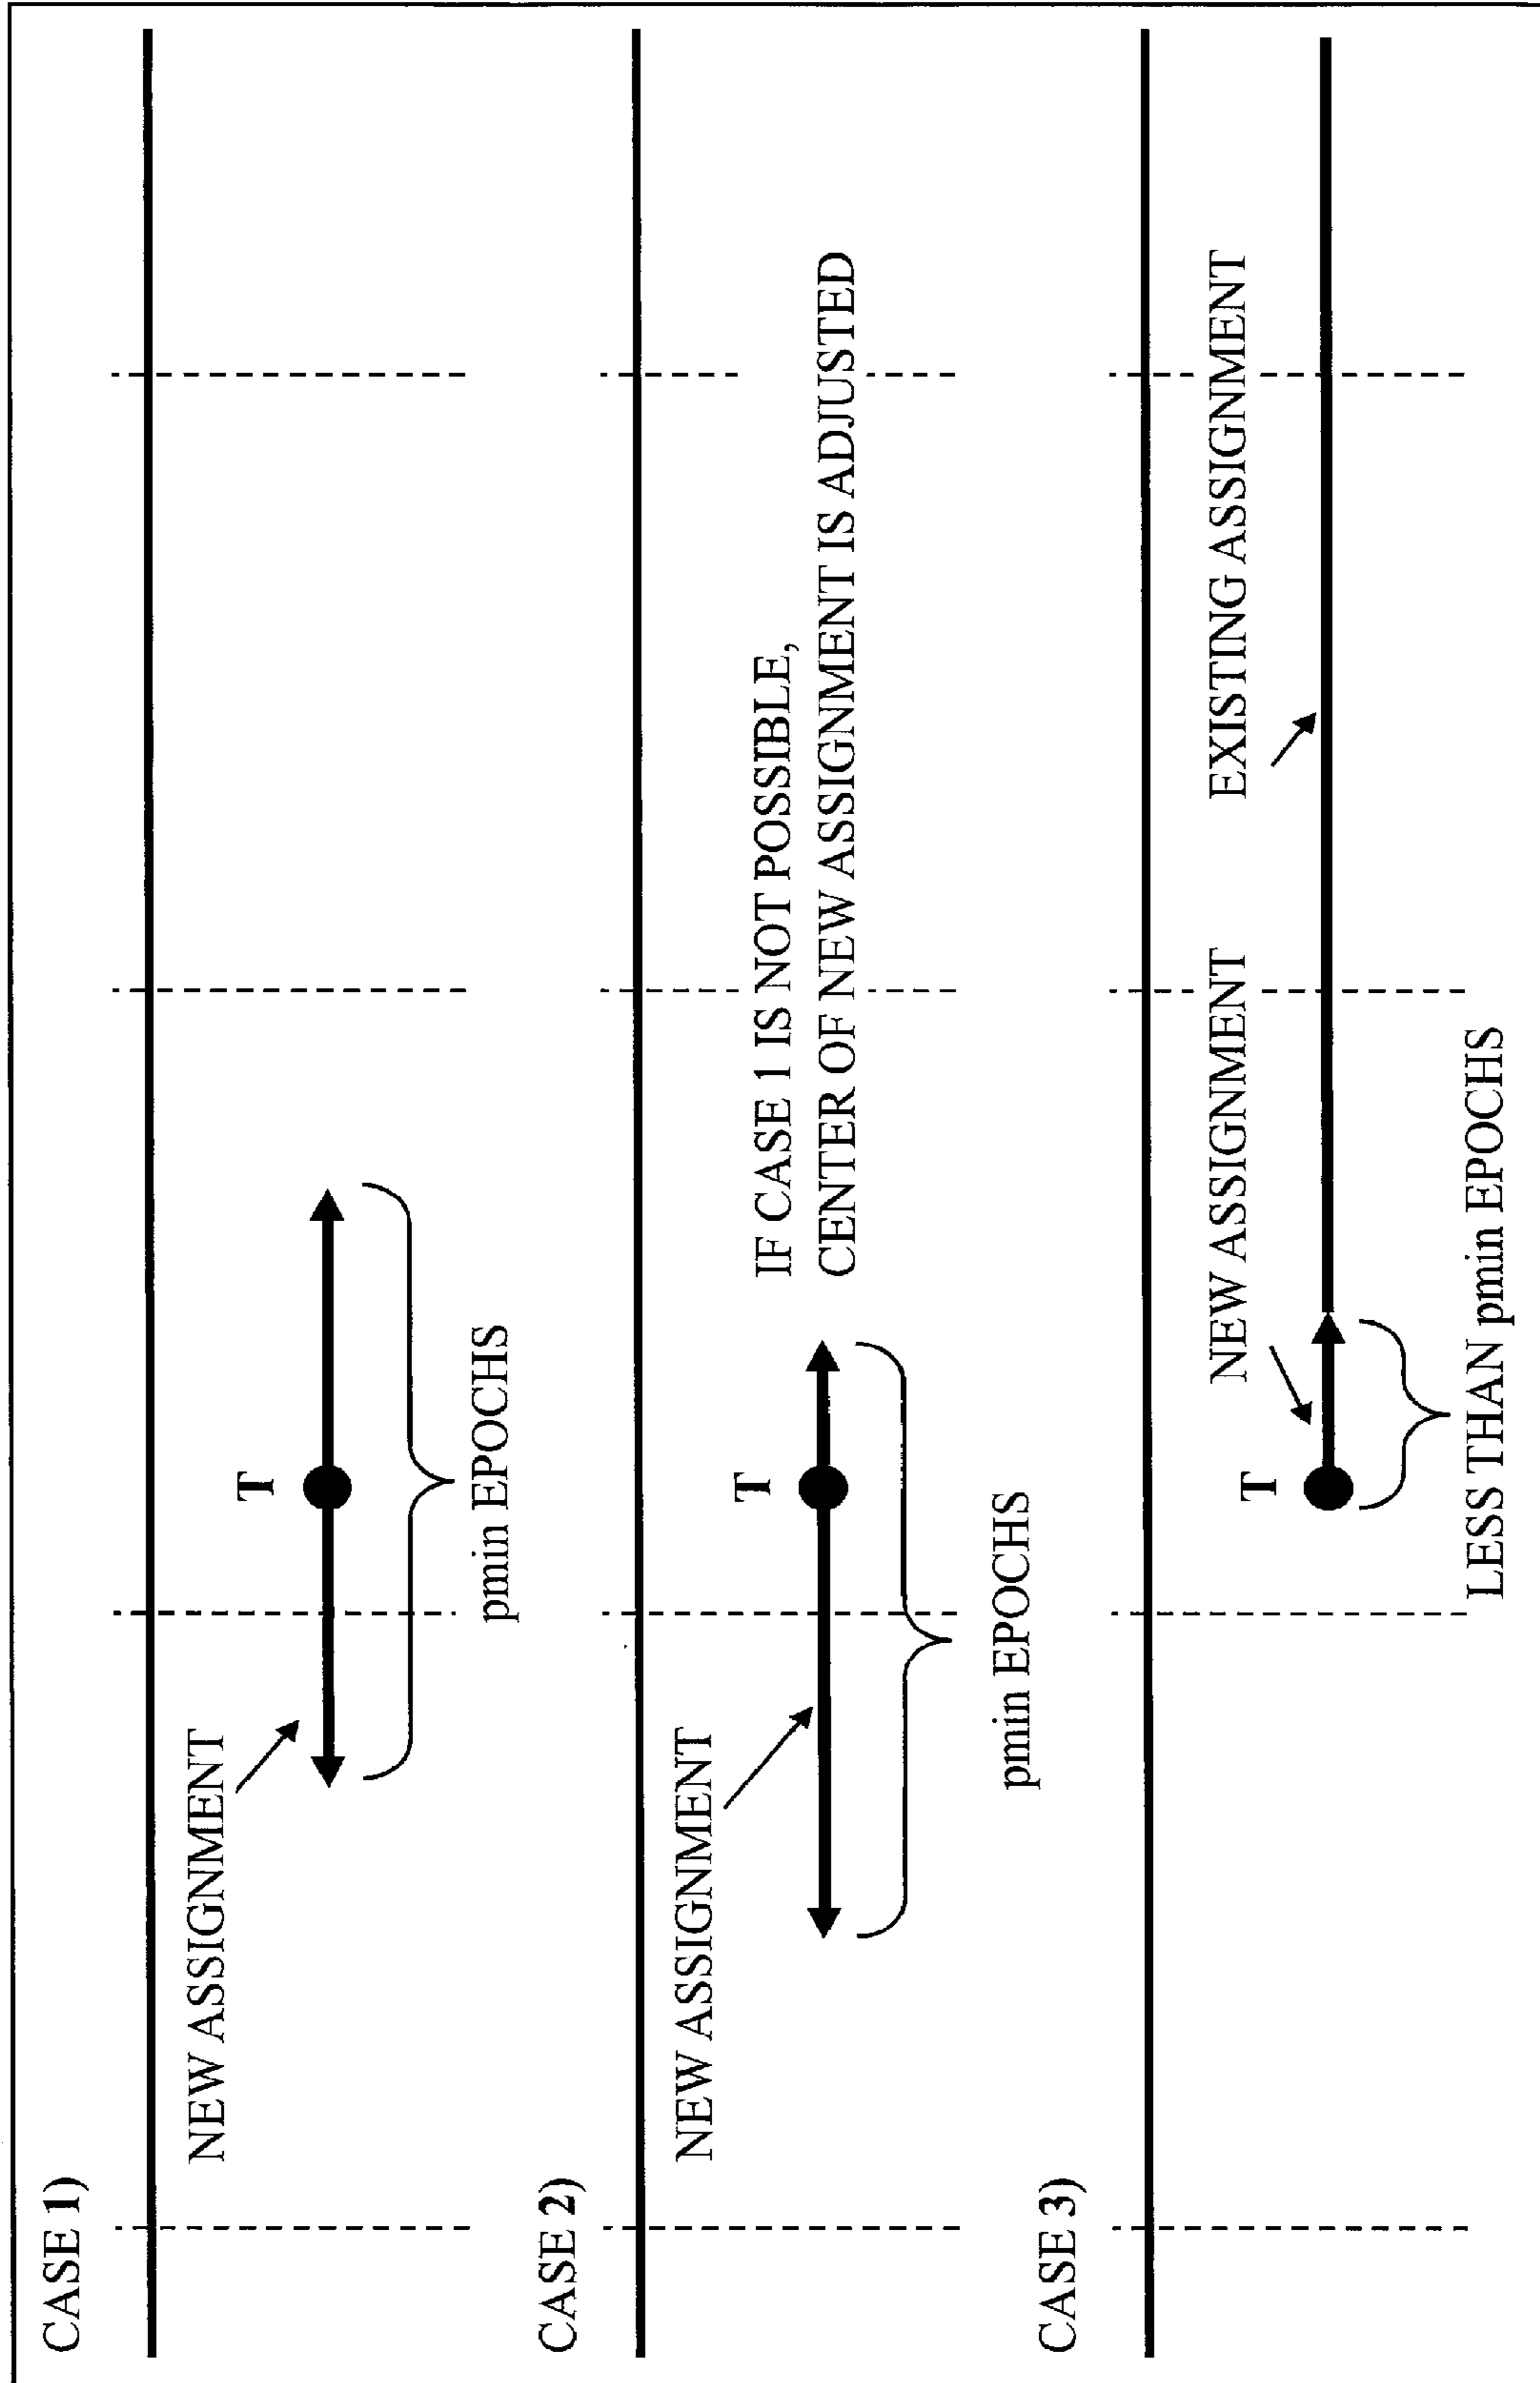 CASE 1)
NEW ASSIGNMENT
T
pmin EPOCHS
CASE 2)
NEW ASSIGNMENT
T
IF CASE 1 IS NOT POSSIBLE,
CENTER OF NEW ASSIGNMENT IS ADJUSTED
pmin EPOCHS
CASE 3)
T
NEW ASSIGNMENT
EXISTING ASSIGNMENT
LESS THAN pmin EPOCHS